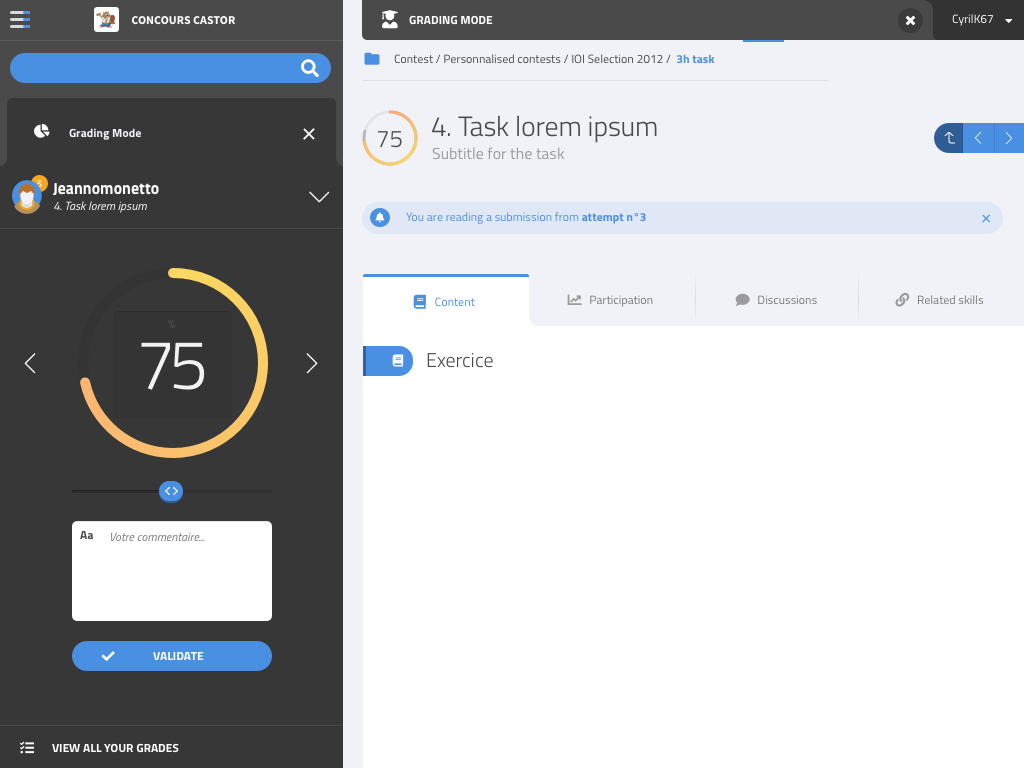 CONCOURS CASTOR
GRADING MODE
CyrilK67
Contest / Personnalised contests / IOI Selection 2012 / 3h task
Grading Mode
75
4. Task lorem ipsum
Subtitle for the task
Jeannomonetto
4. Task lorem ipsum
You are reading a submission from attempt n°3
Content
Participation
Discussions
Related skills
%
75
Exercice
Aa
Votre commentaire...
VALIDATE
VIEW ALL YOUR GRADES